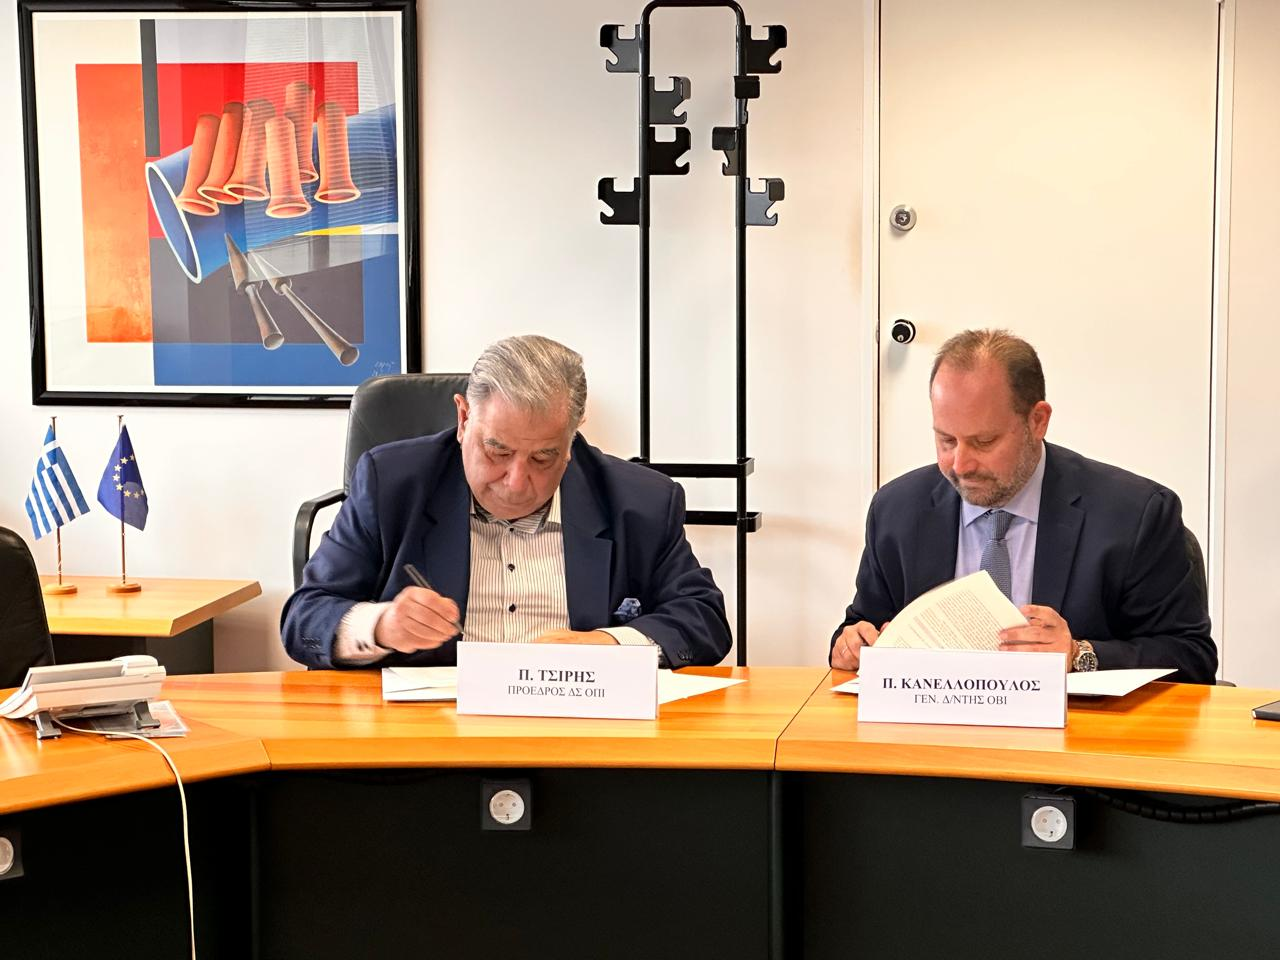 Π. ΤΣΙΡΗΣ
ΠΡΟΕΔΡΟΣ ΔΣ ΟΠΙ
Π. ΚΑΝΕΛΛΟΠΟΥΛΟΣ
ΓΕΝ. Δ/ΝΤΗΣ ΟΒΙ